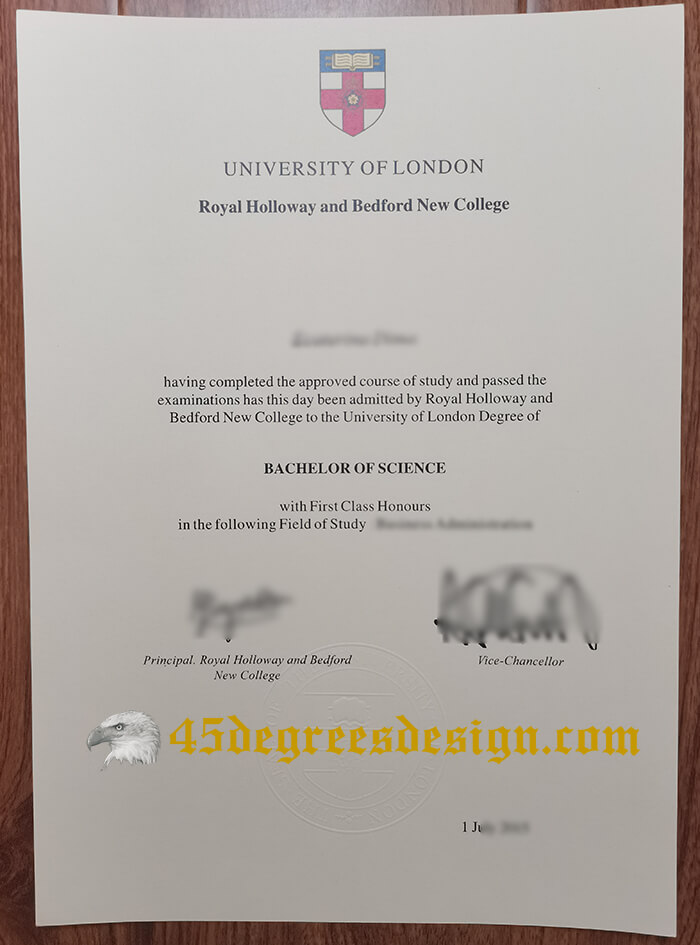 UNIVERSITY OF LONDON
Royal Holloway and Bedford New College
having completed the approved course of study and passed the
examinations has this day been admitted by Royal Holloway and
Bedford New College to the University of London Degree of
BACHELOR OF SCIENCE
with First Class Honours
in the following Field of Study Business Administration
Principal. Royal Holloway and Bedford
New College
Vice-Chancellor
45degreesdesign.com
1